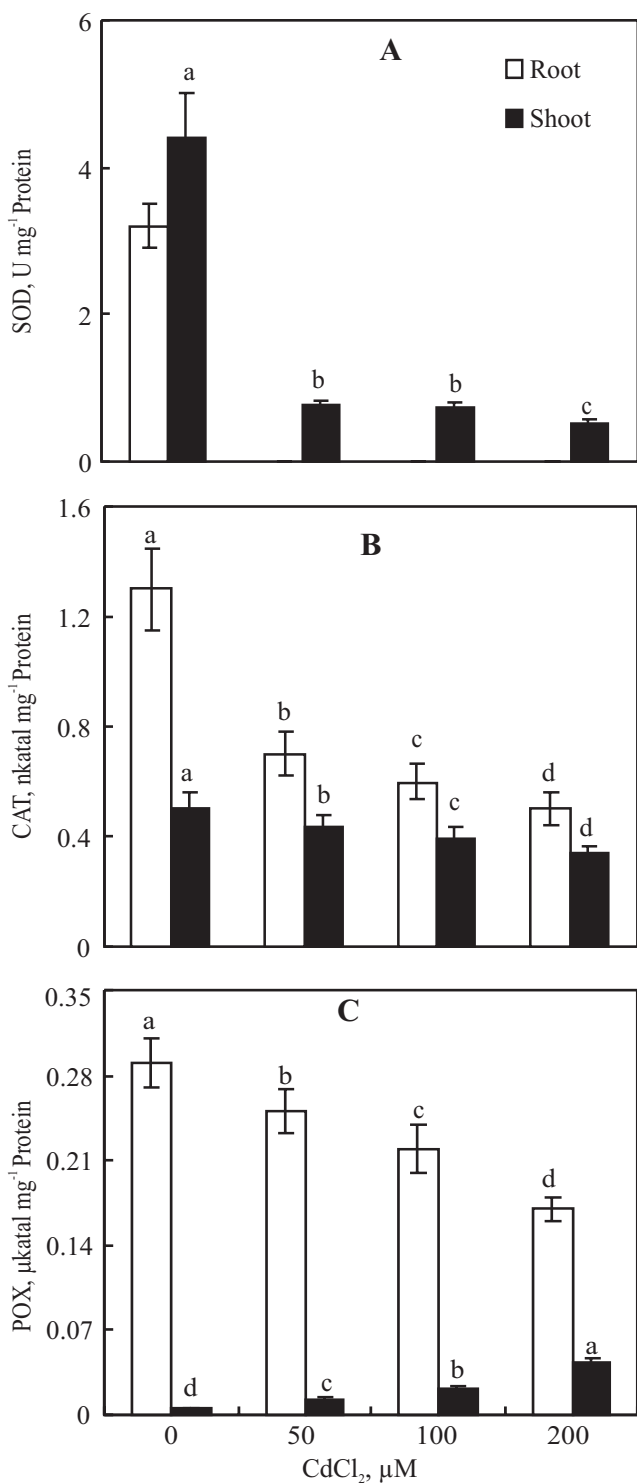 A
Root
Shoot
SOD, U mg⁻¹ Protein
6
4
2
0
a
b
b
c
B
CAT, nkatal mg⁻¹ Protein
1.6
1.2
0.8
0.4
0
a
a
b
b
c
c
d
d
C
POX, μkatal mg⁻¹ Protein
0.35
0.28
0.21
0.14
0.07
0
a
d
b
c
c
b
d
a
0 50 100 200
CdCl₂, μM